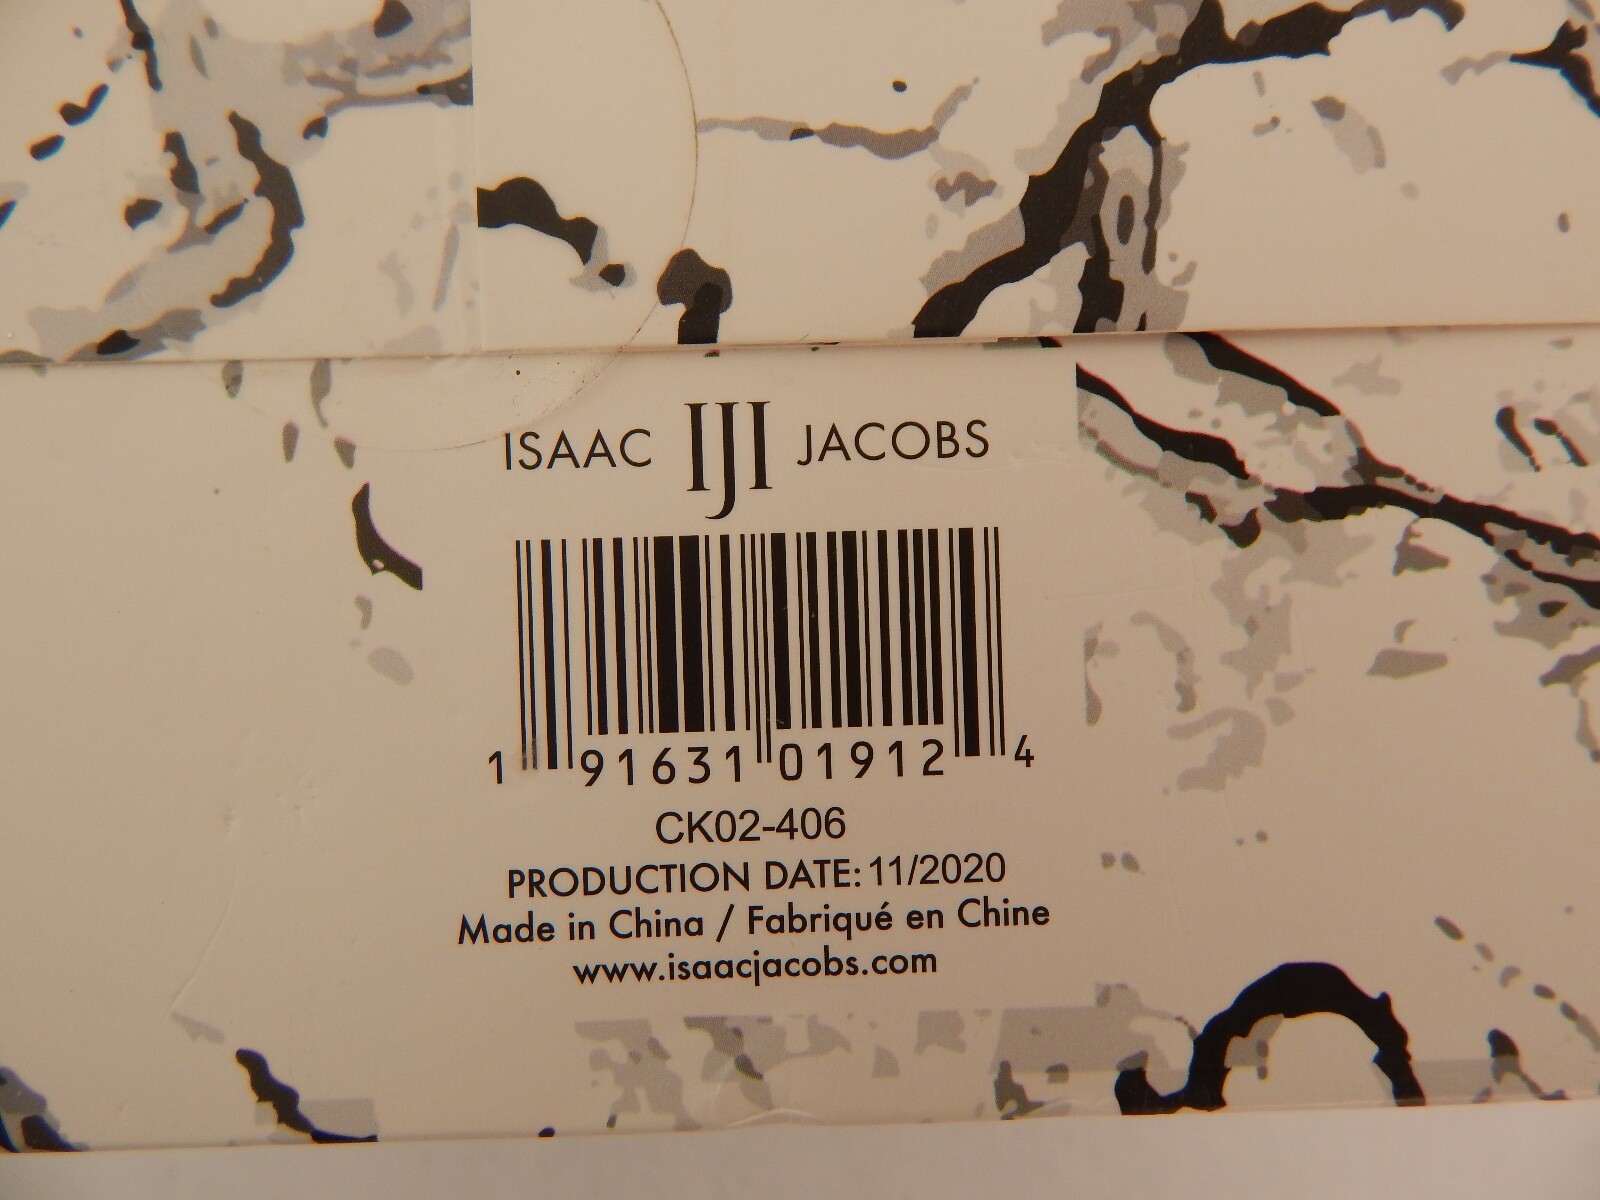 ISAAC IJI JACOBS
1 91631 01912 4
CK02-406
PRODUCTION DATE: 11/2020
Made in China / Fabriqué en Chine
www.isaacjacobs.com